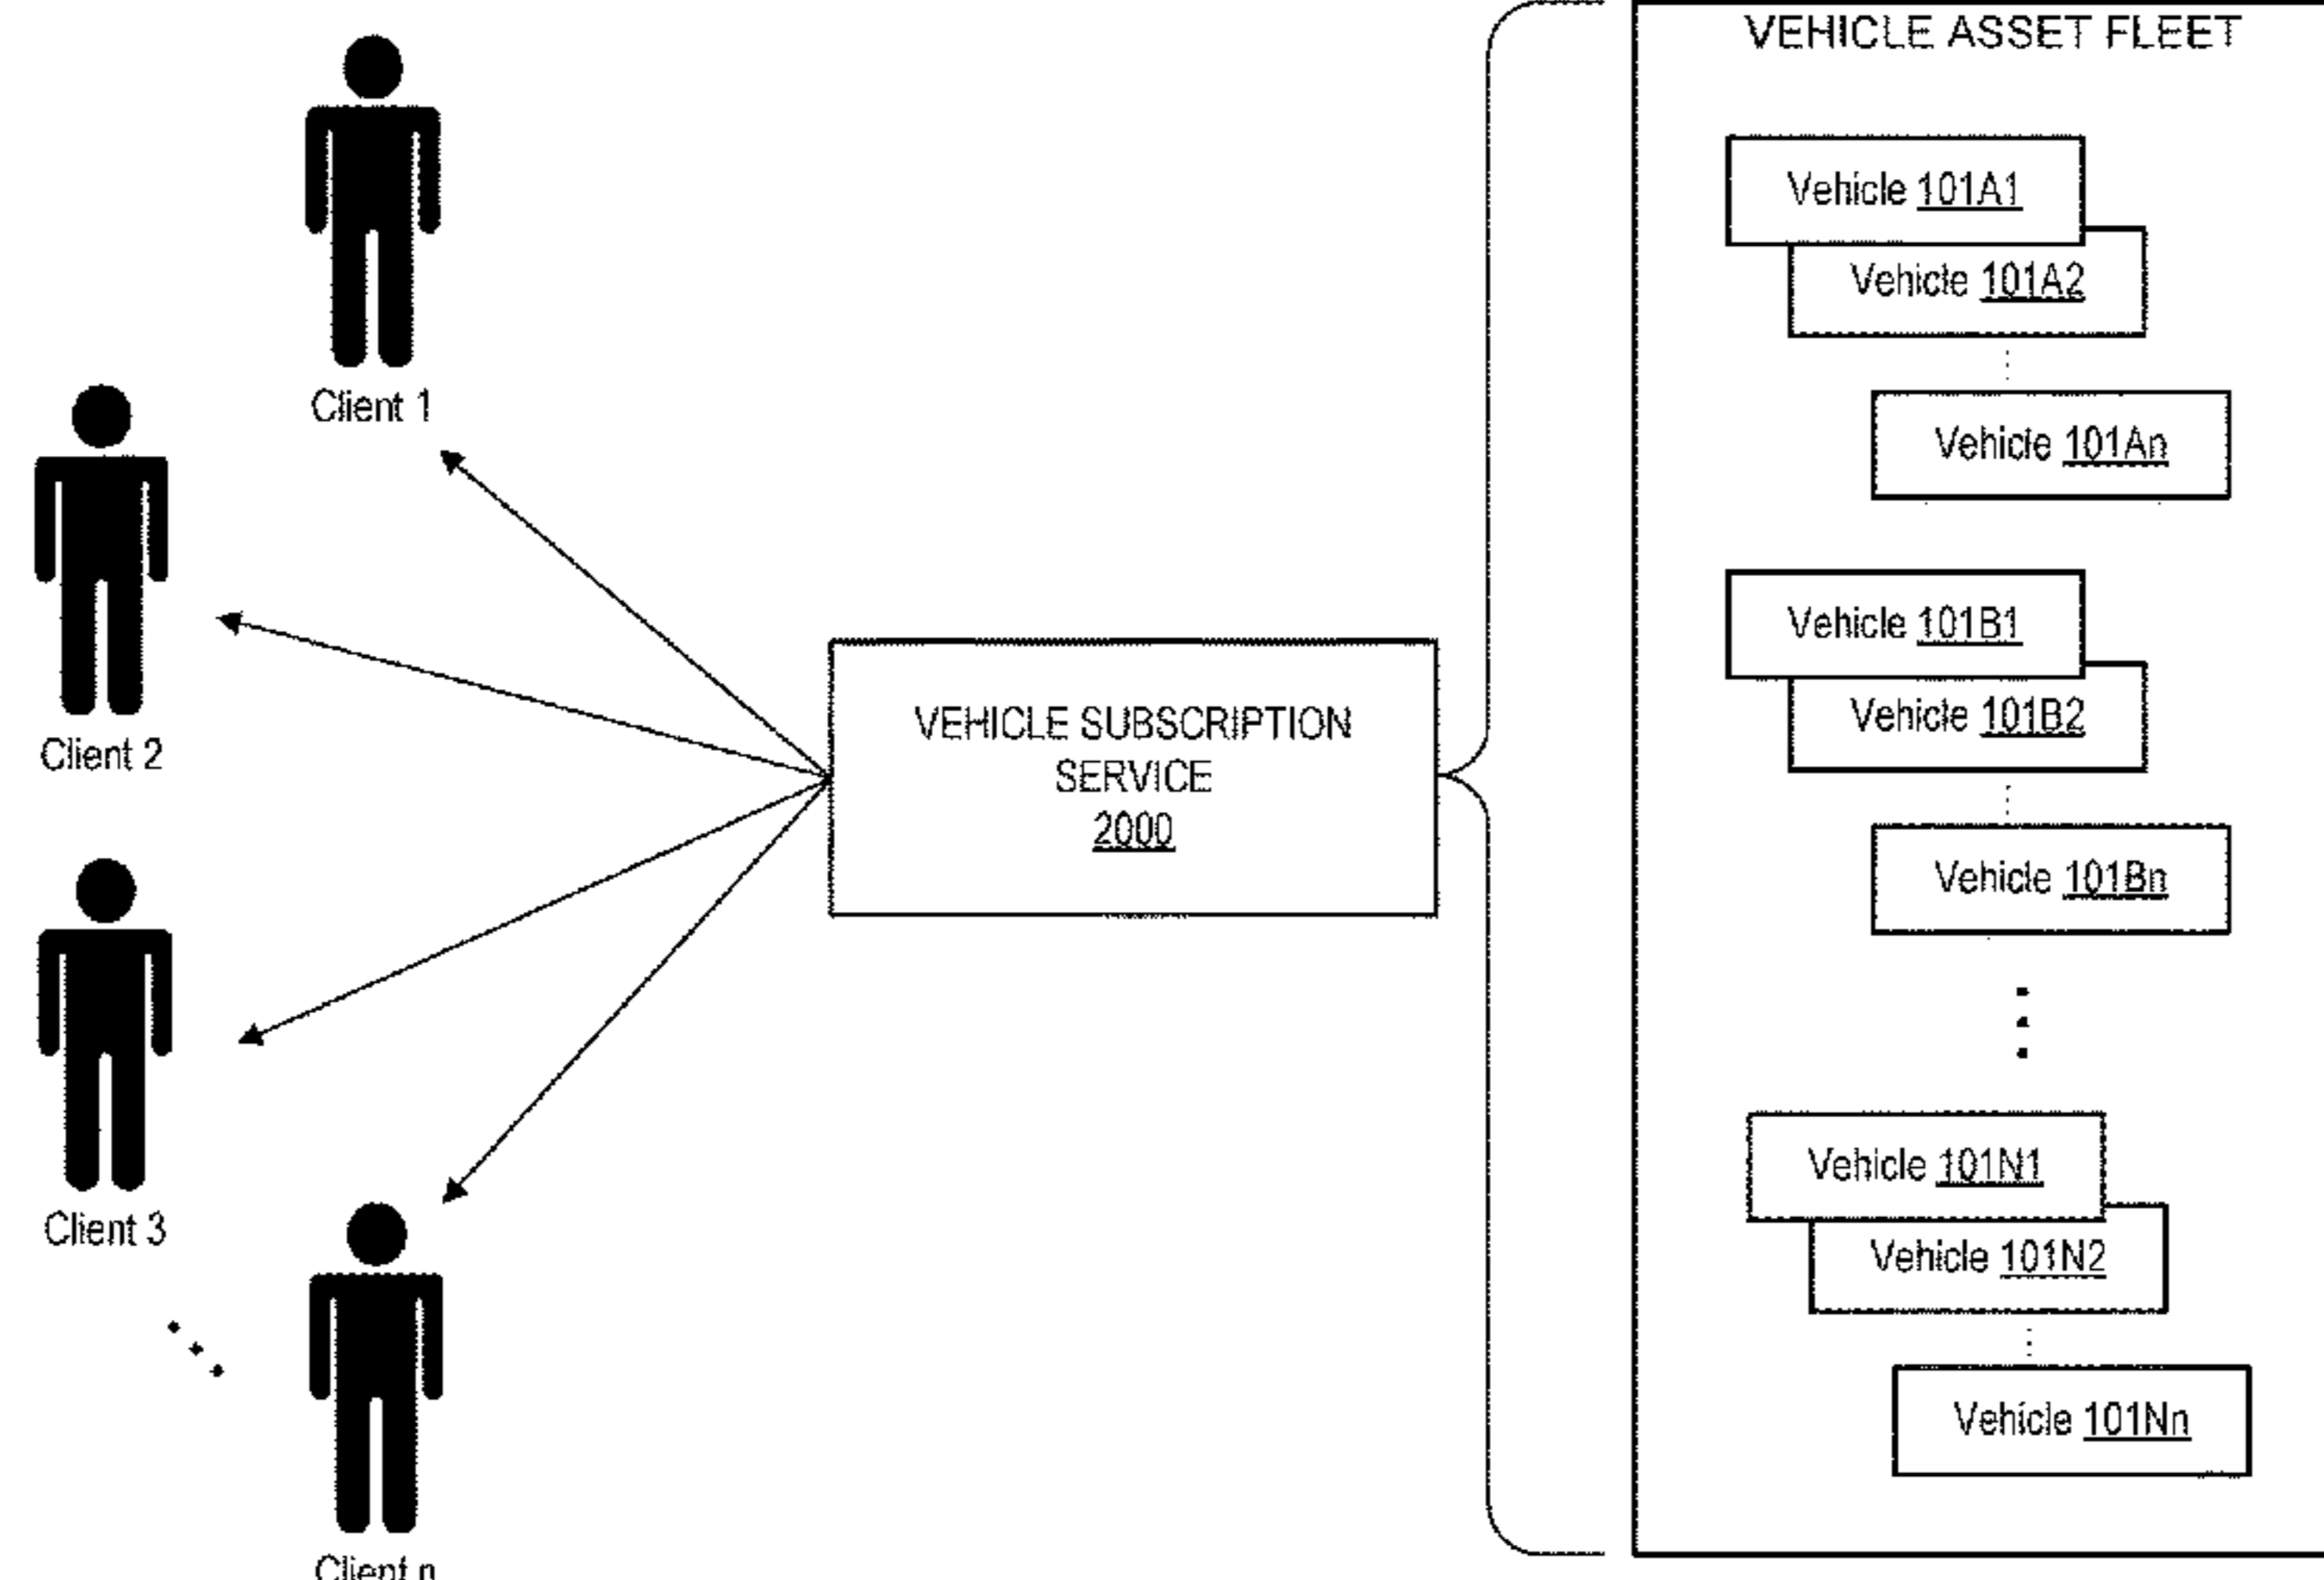 VEHICLE ASSET FLEET
Vehicle 101A1
Vehicle 101A2
Vehicle 101An
Client 1
Client 2
Vehicle 101B1
Vehicle 101B2
Vehicle 101Bn
VEHICLE SUBSCRIPTION
SERVICE
2000
Client 3
Vehicle 101N1
Vehicle 101N2
Vehicle 101Nn
Client n